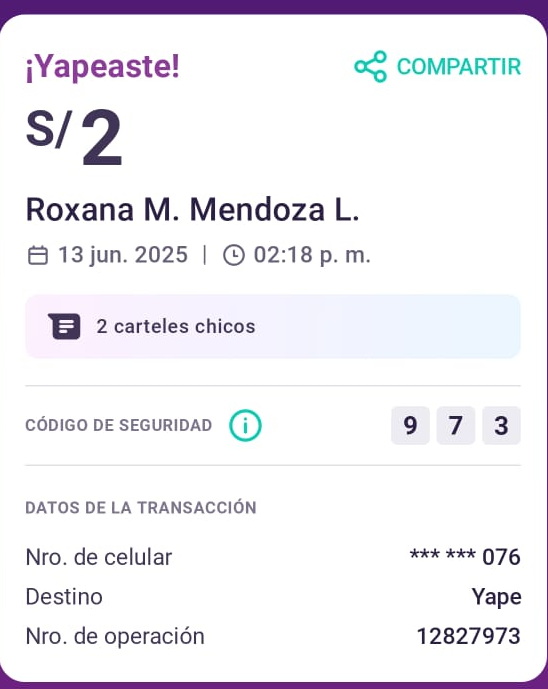 ¡Yapeaste!
COMPARTIR
S/ 2
Roxana M. Mendoza L.
13 jun. 2025 | 02:18 p. m.
2 carteles chicos
CÓDIGO DE SEGURIDAD 9 7 3
DATOS DE LA TRANSACCIÓN
Nro. de celular *** *** 076
Destino Yape
Nro. de operación 12827973